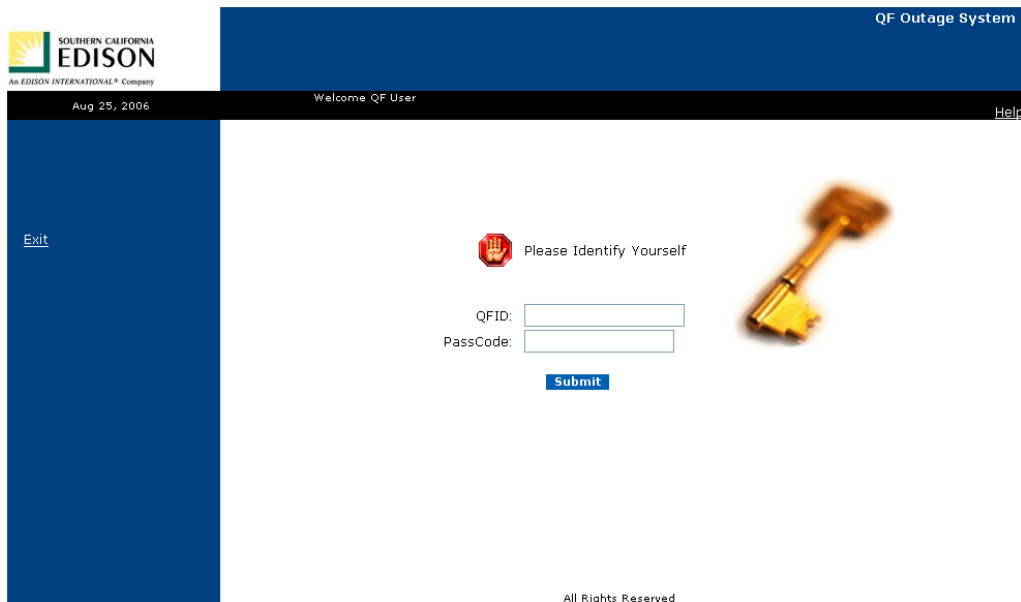 QF Outage System
SOUTHERN CALIFORNIA
EDISON
An EDISON INTERNATIONAL® Company
Aug 25, 2006
Welcome QF User
Help
Exit
Please Identify Yourself
QFID:
PassCode:
Submit
All Rights Reserved